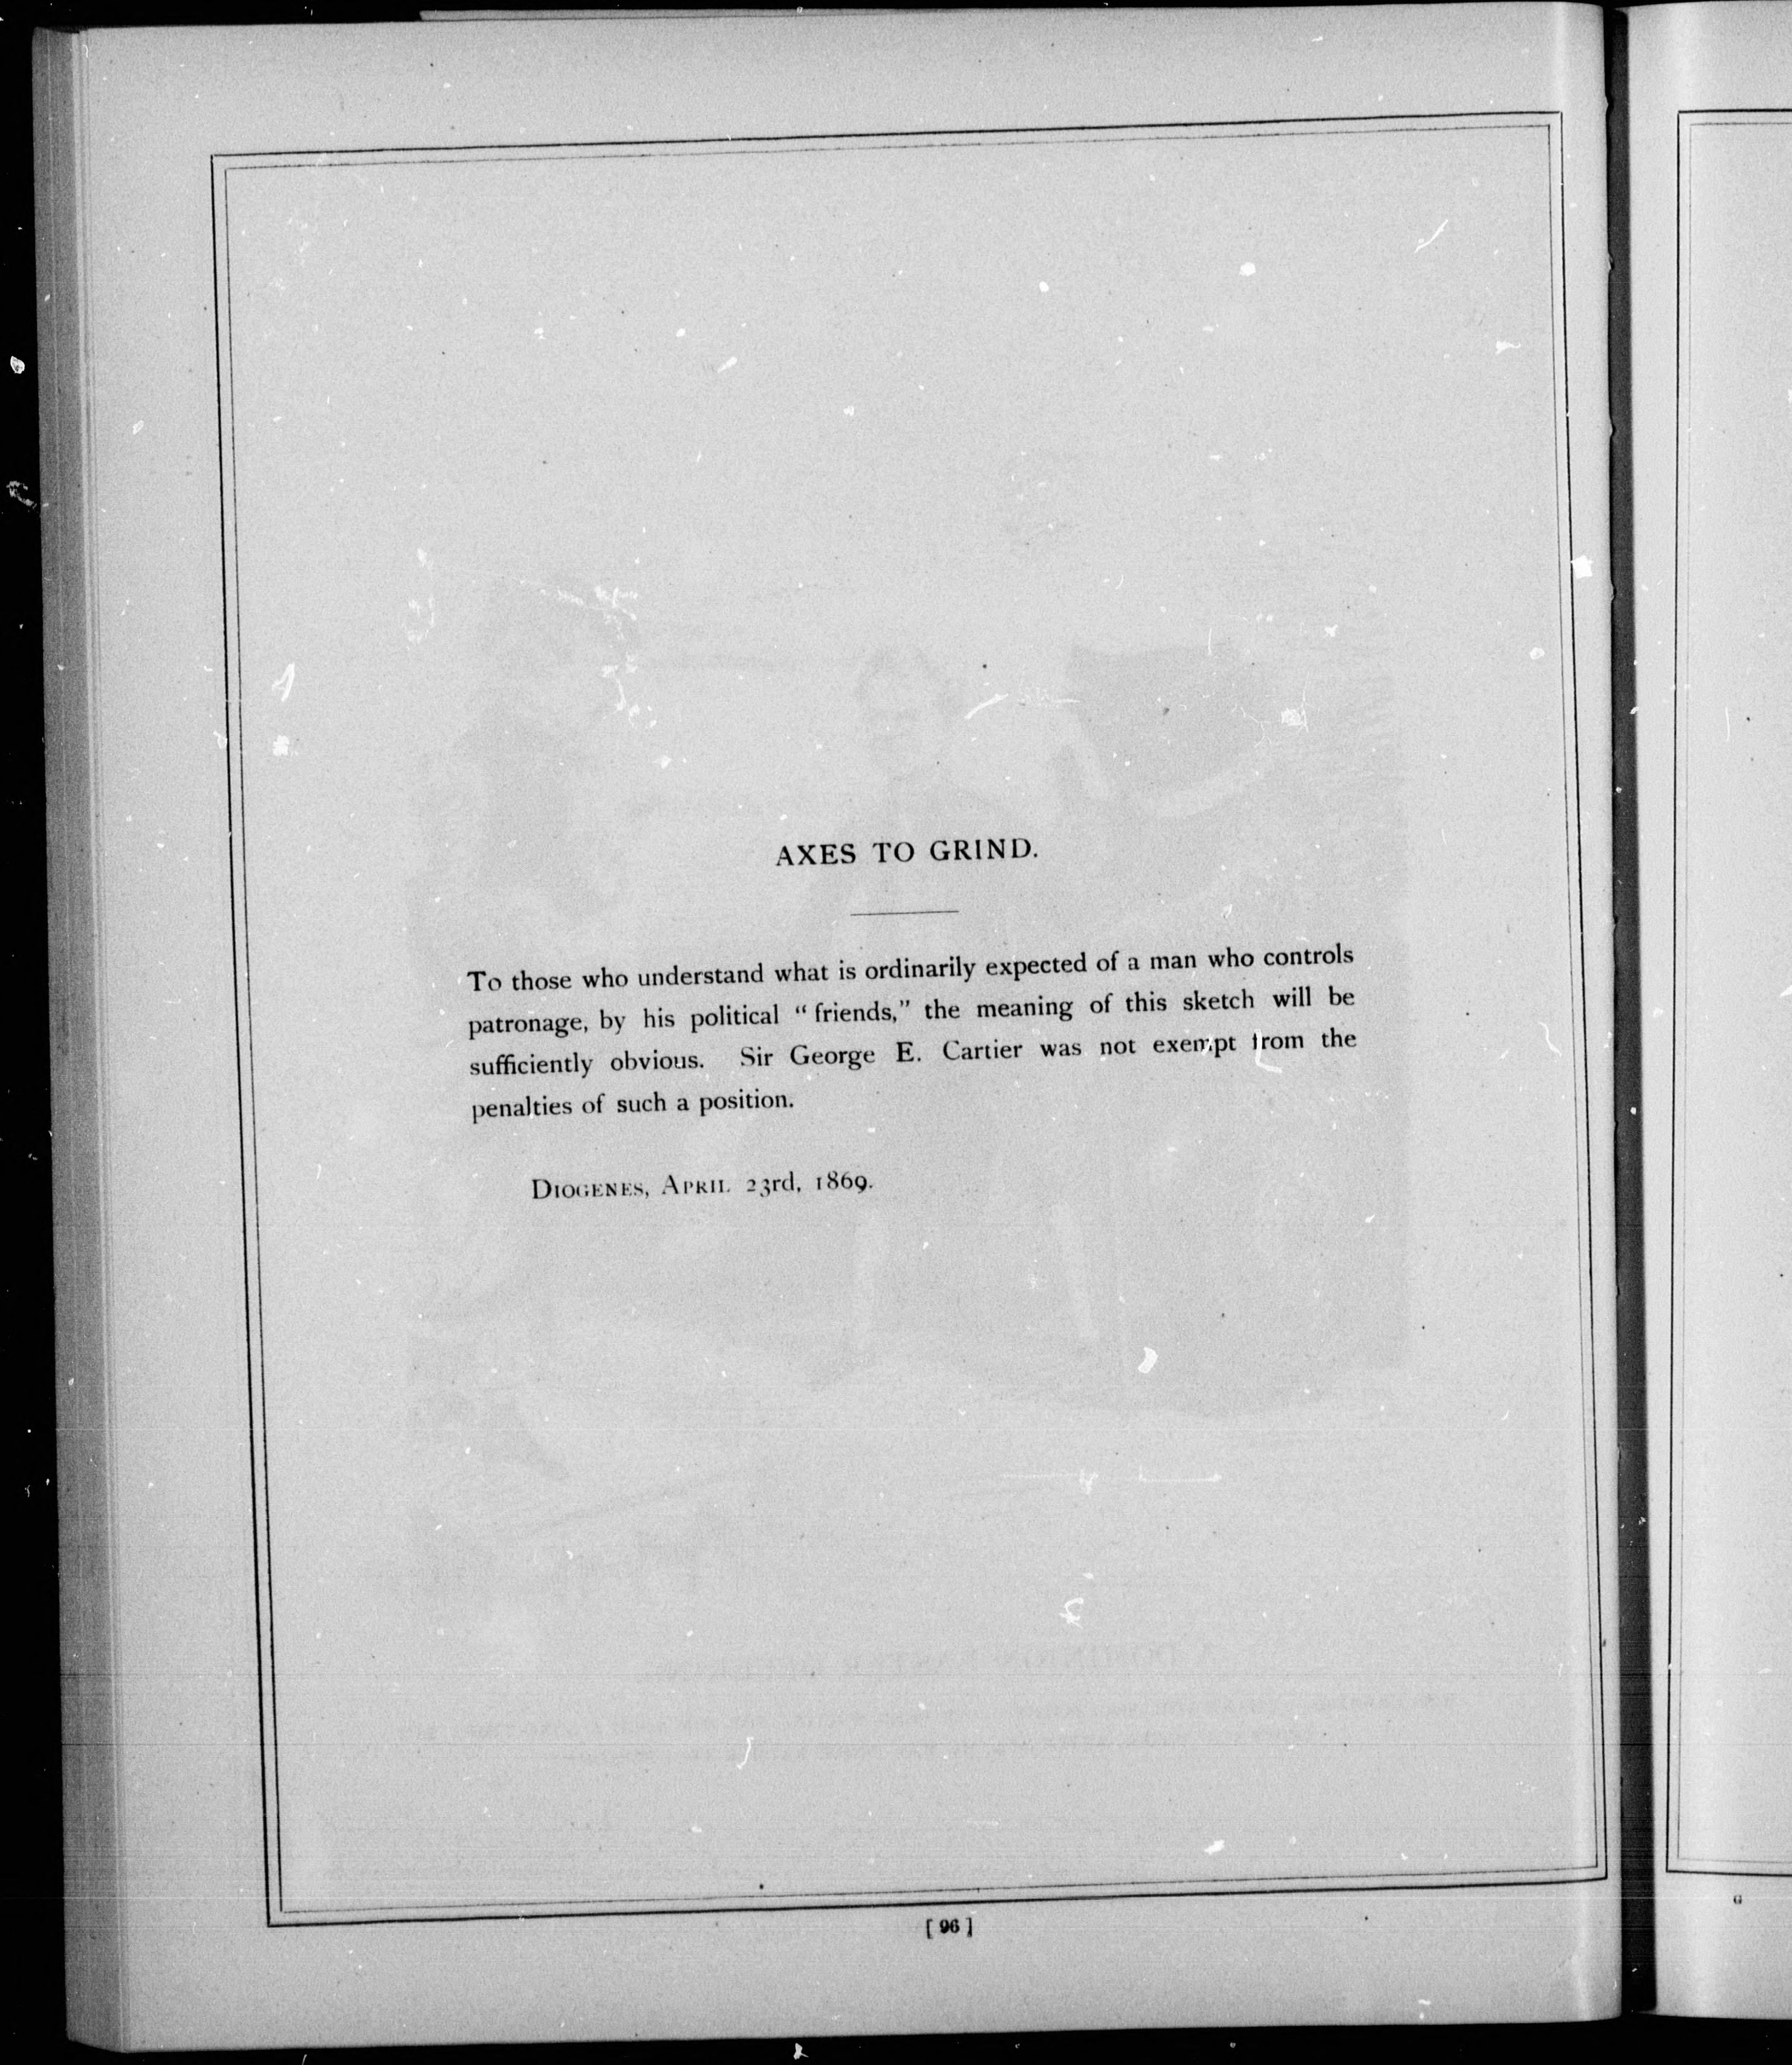 AXES TO GRIND.
To those who understand what is ordinarily expected of a man who controls
patronage, by his political “friends,” the meaning of this sketch will be
sufficiently obvious. Sir George E. Cartier was not exempt from the
penalties of such a position.
DIOGENES, APRIL 23rd, 1869.
[ 96 ]
G